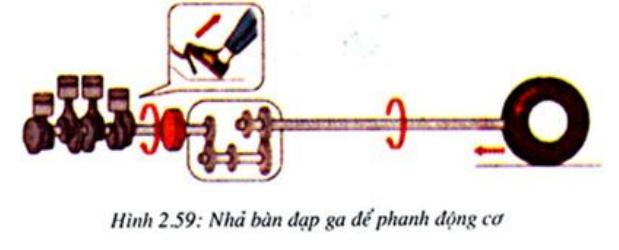 Hình 2.59: Nhả bàn đạp ga để phanh động cơ